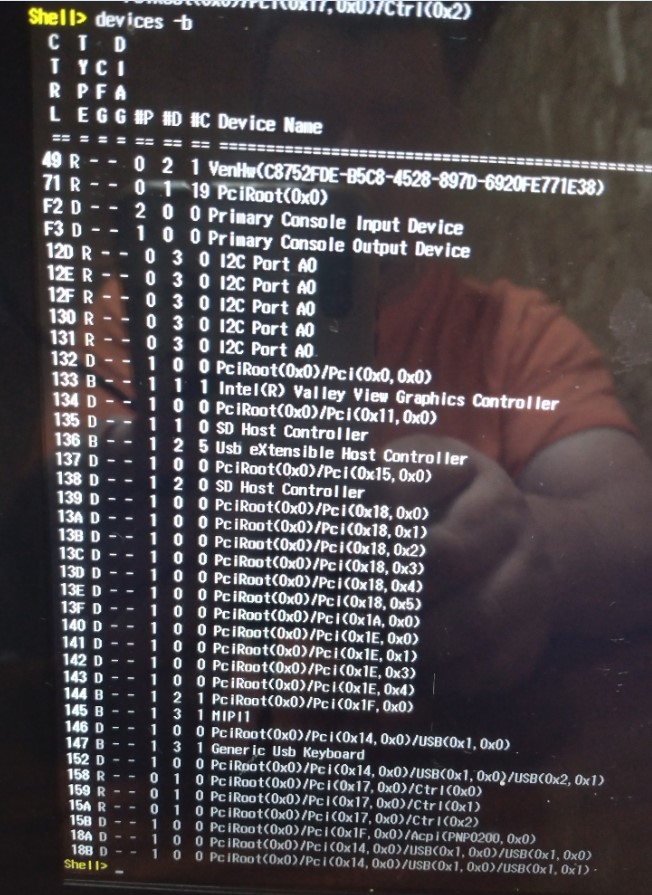 PciRoot(0x0)/Pci(0x17,0x0)/Ctrl(0x2)
Shell> devices -b
C T D
T Y C I
R P F A
L E G G #P #D #C Device Name
== = = = == == == =============================================
49 R - - 0 2 1 VenHw(C8752FDE-B5C8-4528-897D-6920FE771E38)
71 R - - 0 1 19 PciRoot(0x0)
F2 D - - 2 0 0 Primary Console Input Device
F3 D - - 1 0 0 Primary Console Output Device
12D R - - 0 3 0 I2C Port A0
12E R - - 0 3 0 I2C Port A0
12F R - - 0 3 0 I2C Port A0
130 R - - 0 3 0 I2C Port A0
131 R - - 0 3 0 I2C Port A0
132 D - - 1 0 0 PciRoot(0x0)/Pci(0x0,0x0)
133 B - - 1 1 1 Intel(R) Valley View Graphics Controller
134 D - - 1 0 0 PciRoot(0x0)/Pci(0x11,0x0)
135 D - - 1 1 0 SD Host Controller
136 B - - 1 2 5 Usb eXtensible Host Controller
137 D - - 1 0 0 PciRoot(0x0)/Pci(0x15,0x0)
138 D - - 1 2 0 SD Host Controller
139 D - - 1 0 0 PciRoot(0x0)/Pci(0x18,0x0)
13A D - - 1 0 0 PciRoot(0x0)/Pci(0x18,0x1)
13B D - - 1 0 0 PciRoot(0x0)/Pci(0x18,0x2)
13C D - - 1 0 0 PciRoot(0x0)/Pci(0x18,0x3)
13D D - - 1 0 0 PciRoot(0x0)/Pci(0x18,0x4)
13E D - - 1 0 0 PciRoot(0x0)/Pci(0x18,0x5)
13F D - - 1 0 0 PciRoot(0x0)/Pci(0x1A,0x0)
140 D - - 1 0 0 PciRoot(0x0)/Pci(0x1E,0x0)
141 D - - 1 0 0 PciRoot(0x0)/Pci(0x1E,0x1)
142 D - - 1 0 0 PciRoot(0x0)/Pci(0x1E,0x3)
143 D - - 1 0 0 PciRoot(0x0)/Pci(0x1E,0x4)
144 B - - 1 2 1 PciRoot(0x0)/Pci(0x1F,0x0)
145 B - - 1 3 1 MIPI1
146 D - - 1 0 0 PciRoot(0x0)/Pci(0x14,0x0)/USB(0x1,0x0)
147 B - - 1 3 1 Generic Usb Keyboard
152 D - - 1 0 0 PciRoot(0x0)/Pci(0x14,0x0)/USB(0x1,0x0)/USB(0x2,0x1)
158 R - - 0 1 0 PciRoot(0x0)/Pci(0x17,0x0)/Ctrl(0x0)
159 R - - 0 1 0 PciRoot(0x0)/Pci(0x17,0x0)/Ctrl(0x1)
15A R - - 0 1 0 PciRoot(0x0)/Pci(0x17,0x0)/Ctrl(0x2)
15B D - - 1 0 0 PciRoot(0x0)/Pci(0x1F,0x0)/Acpi(PNP0200,0x0)
18A D - - 1 0 0 PciRoot(0x0)/Pci(0x14,0x0)/USB(0x1,0x0)/USB(0x1,0x0)
18B D - - 1 0 0 PciRoot(0x0)/Pci(0x14,0x0)/USB(0x1,0x0)/USB(0x1,0x1)
Shell> _